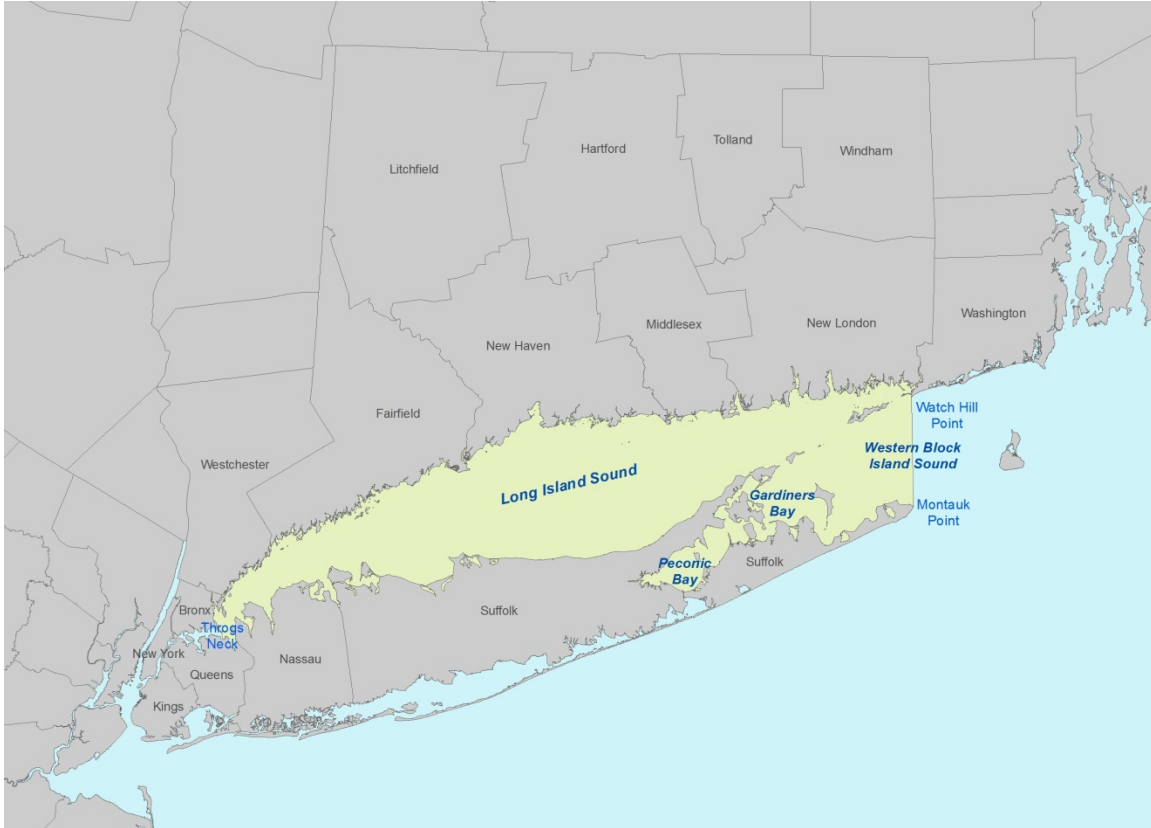 Tolland
Hartford
Windham
Litchfield
Washington
Middlesex
New London
New Haven
Watch Hill
Point
Fairfield
Western Block
Island Sound
Westchester
Long Island Sound
Gardiners
Bay
Montauk
Point
Peconic
Bay
Suffolk
Suffolk
Bronx
Throgs
Neck
New York
Nassau
Queens
Kings